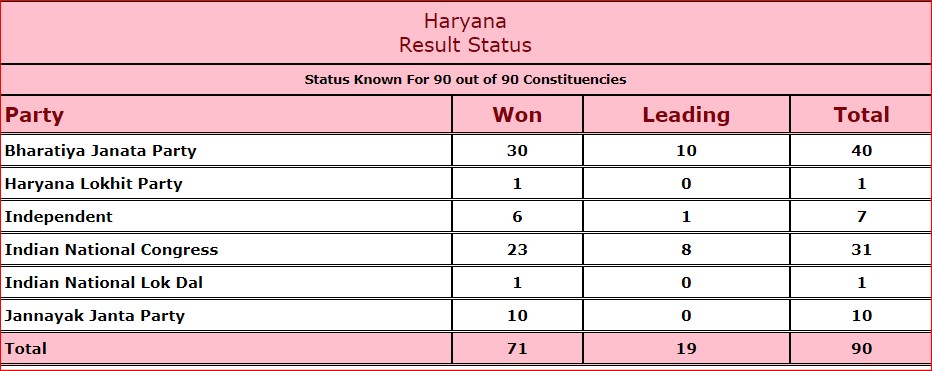 Haryana
Result Status
Status Known For 90 out of 90 Constituencies
Party Won Leading Total
Bharatiya Janata Party 30 10 40
Haryana Lokhit Party 1 0 1
Independent 6 1 7
Indian National Congress 23 8 31
Indian National Lok Dal 1 0 1
Jannayak Janta Party 10 0 10
Total 71 19 90